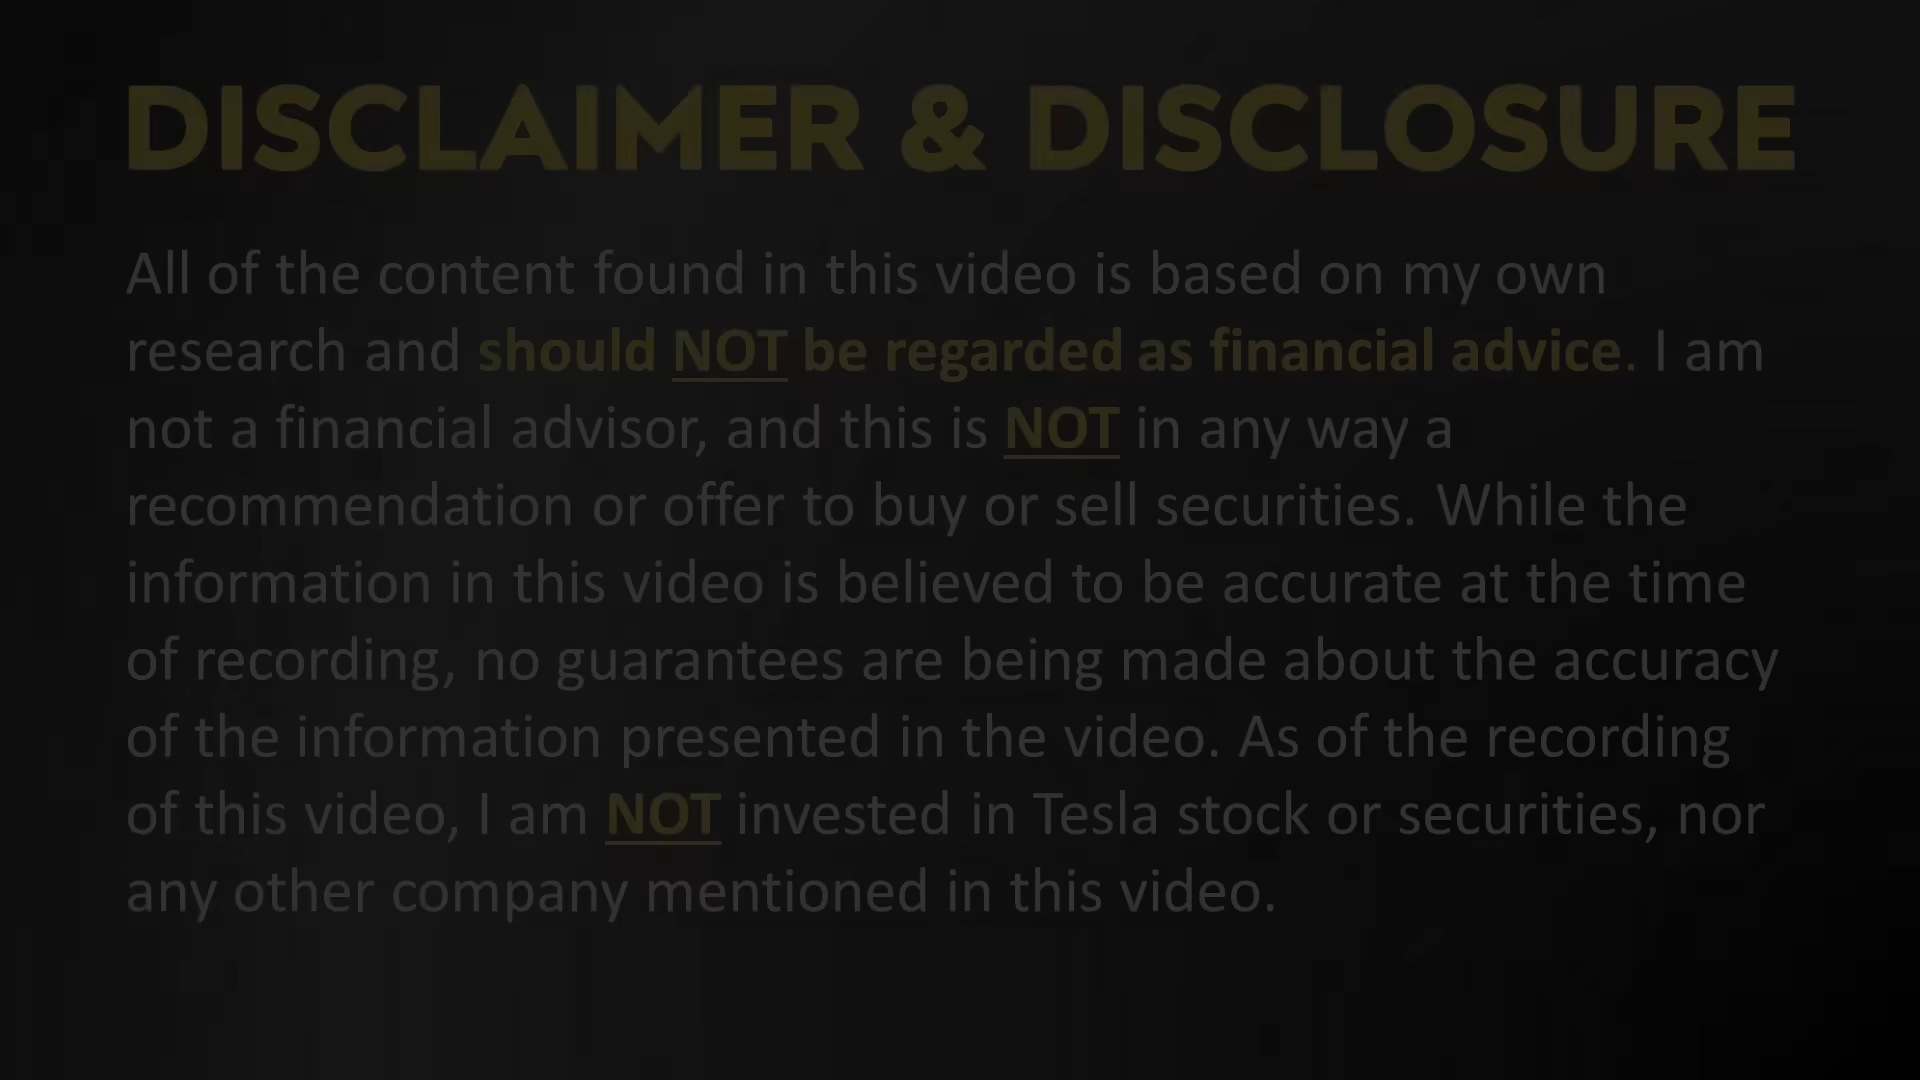 DISCLAIMER & DISCLOSURE
All of the content found in this video is based on my own
research and should NOT be regarded as financial advice. I am
not a financial advisor, and this is NOT in any way a
recommendation or offer to buy or sell securities. While the
information in this video is believed to be accurate at the time
of recording, no guarantees are being made about the accuracy
of the information presented in the video. As of the recording
of this video, I am NOT invested in Tesla stock or securities, nor
any other company mentioned in this video.